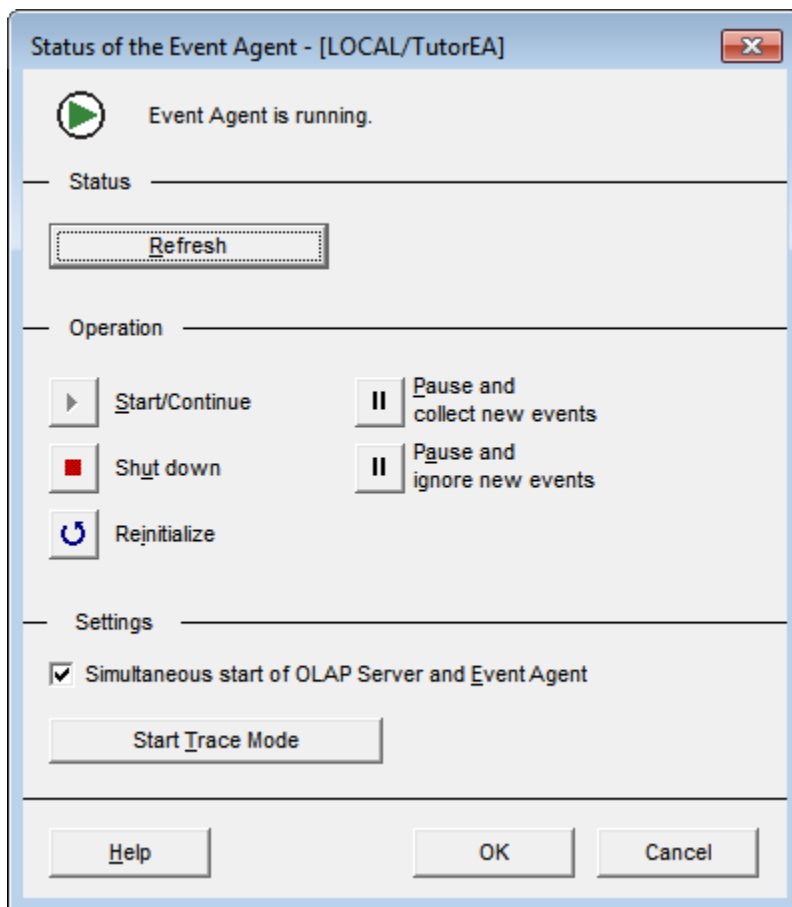 Status of the Event Agent - [LOCAL/TutorEA]
Event Agent is running.
Status
Refresh
Operation
Start/Continue
Pause and
collect new events
Shut down
Pause and
ignore new events
Reinitialize
Settings
Simultaneous start of OLAP Server and Event Agent
Start Trace Mode
Help
OK
Cancel